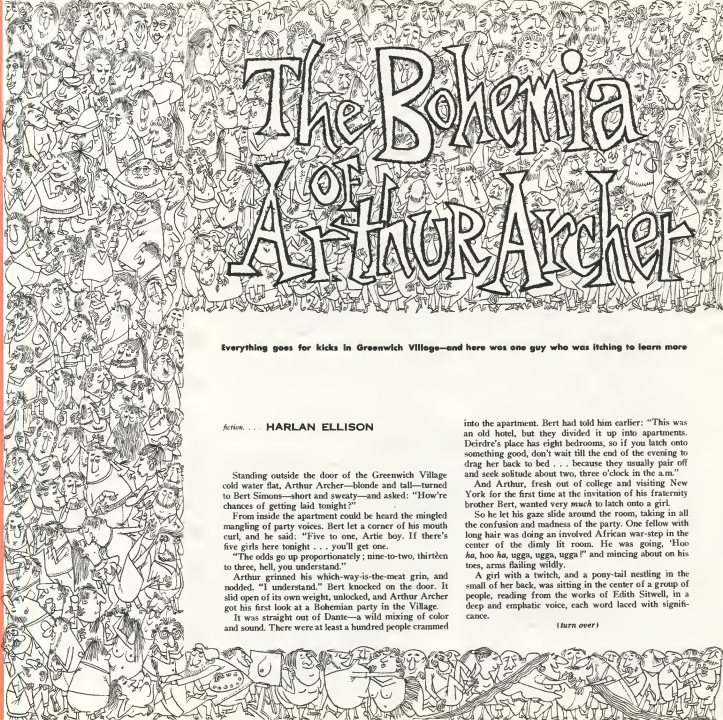 The Bohemia
OF
Arthur Archer
Everything goes for kicks in Greenwich Village—and here was one guy who was itching to learn more
fiction. . . . HARLAN ELLISON
Standing outside the door of the Greenwich Village
cold water flat, Arthur Archer—blonde and tall—turned
to Bert Simons—short and sweaty—and asked: "How're
chances of getting laid tonight?"
From inside the apartment could be heard the mingled
mangling of party voices. Bert let a corner of his mouth
curl, and he said: "Five to one, Artie boy. If there's
five girls here tonight . . . you'll get one.
"The odds go up proportionately; nine-to-two, thirteen
to three, hell, you understand."
Arthur grinned his which-way-is-the-meat grin, and
nodded. "I understand." Bert knocked on the door. It
slid open of its own weight, unlocked, and Arthur Archer
got his first look at a Bohemian party in the Village.
It was straight out of Dante—a wild mixing of color
and sound. There were at least a hundred people crammed
into the apartment. Bert had told him earlier: "This was
an old hotel, but they divided it up into apartments.
Deirdre's place has eight bedrooms, so if you latch onto
something good, don't wait till the end of the evening to
drag her back to bed . . . because they usually pair off
and seek solitude about two, three o'clock in the a.m."
And Arthur, fresh out of college and visiting New
York for the first time at the invitation of his fraternity
brother Bert, wanted very much to latch onto a girl.
So he let his gaze slide around the room, taking in all
the confusion and madness of the party. One fellow with
long hair was doing an involved African war-step in the
center of the dimly lit room. He was going, 'Hoo
ha, hoo ha, ugga, ugga, ugga!" and mincing about on his
toes, arms flailing wildly.
A girl with a twitch, and a pony-tail nestling in the
small of her back, was sitting in the center of a group of
people, reading from the works of Edith Sitwell, in a
deep and emphatic voice, each word laced with signifi-
cance.
(turn over)